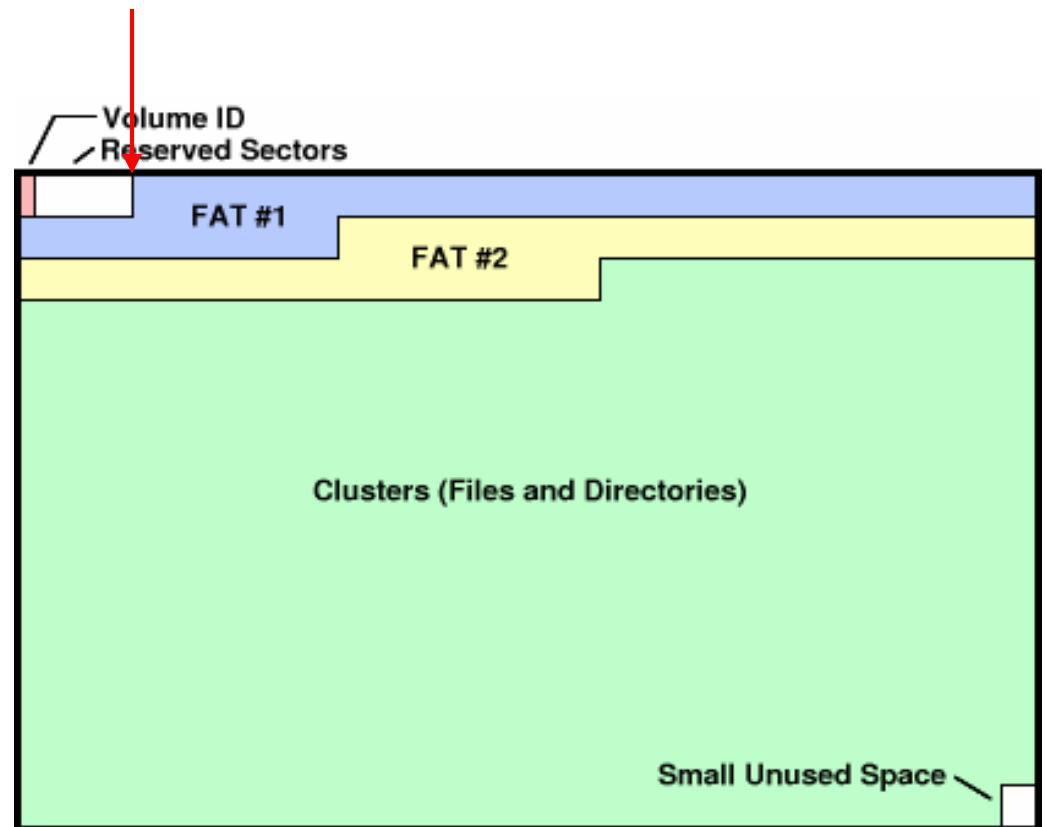 Volume ID
Reserved Sectors
FAT #1
FAT #2
Clusters (Files and Directories)
Small Unused Space